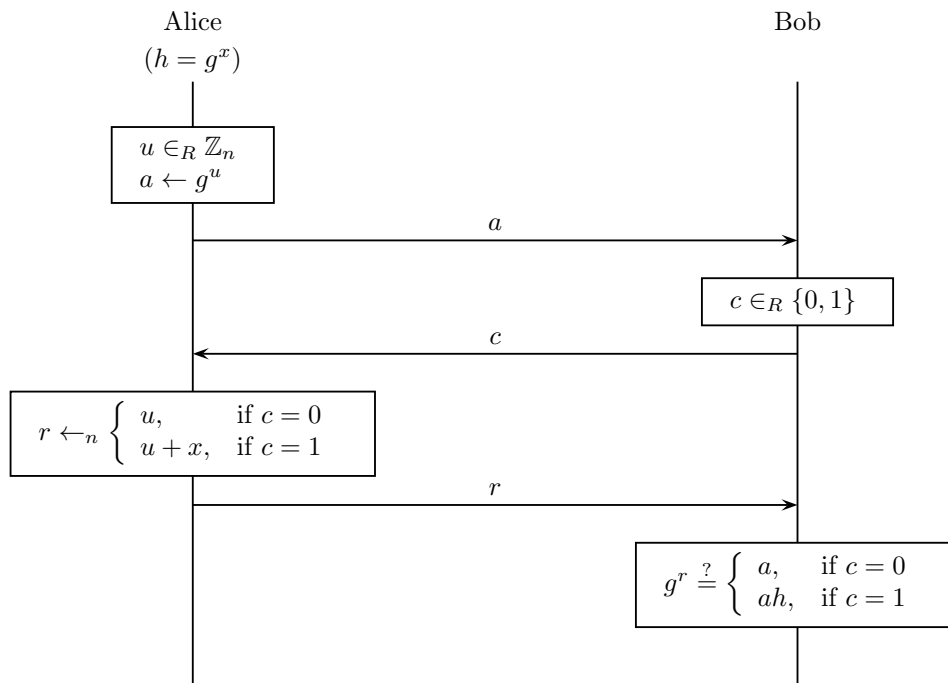 Alice Bob
(h = g^x)
u ∈_R ℤ_n
a ← g^u
a
c ∈_R {0, 1}
c
r ←_n { u, if c = 0
u + x, if c = 1
r
g^r ≟ { a, if c = 0
ah, if c = 1